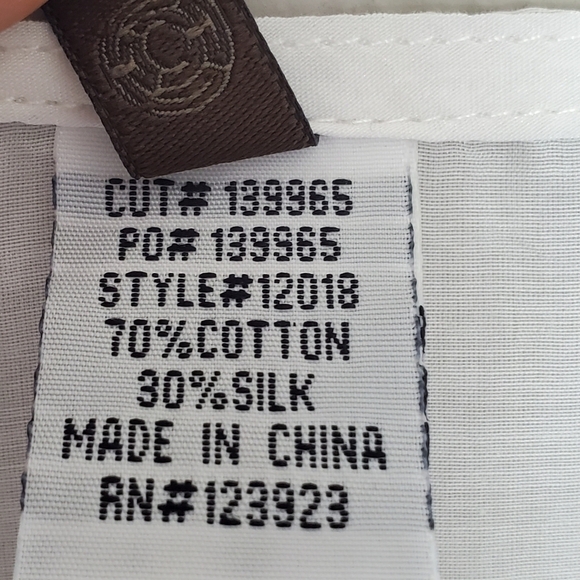 CUT# 139965
PO# 139965
STYLE#12018
70%COTTON
30%SILK
MADE IN CHINA
RN#123923